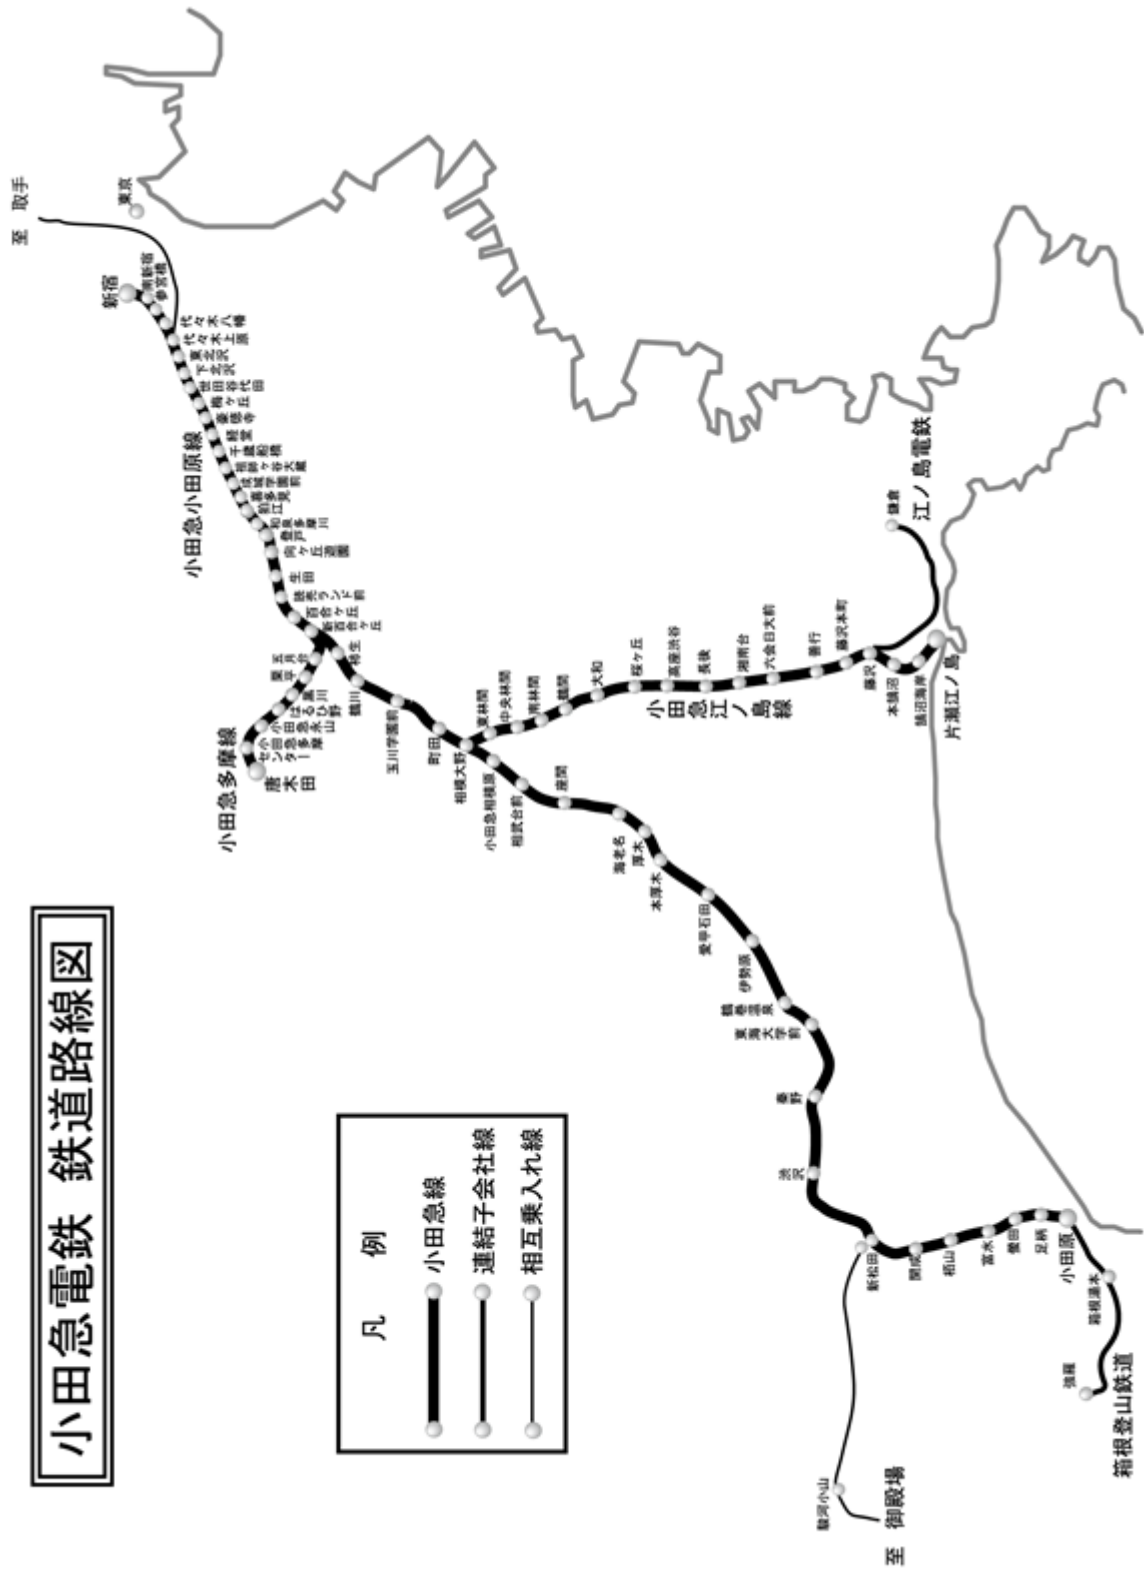 小田急電鉄 鉄道路線図
凡 例
小田急線
連結子会社線
相互乗入れ線
至 取手
東京
新宿
南新宿
参宮橋
代々木八幡
代々木上原
東北沢
下北沢
世田谷代田
梅ヶ丘
豪徳寺
経堂
千歳船橋
祖師ヶ谷大蔵
成城学園前
喜多見
狛江
和泉多摩川
登戸
向ヶ丘遊園
生田
読売ランド前
百合ヶ丘
新百合ヶ丘
小田急小田原線
五月台
栗平
黒川
はるひ野
小田急永山
小田急多摩
センター
唐木田
小田急多摩線
柿生
鶴川
玉川学園前
町田
相模大野
小田急相模原
相武台前
座間
海老名
厚木
本厚木
愛甲石田
伊勢原
鶴巻温泉
東海大学前
秦野
渋沢
新松田
開成
栢山
富水
螢田
足柄
小田原
箱根湯本
強羅
箱根登山鉄道
駿河小山
至 御殿場
東林間
中央林間
南林間
鶴間
大和
桜ヶ丘
高座渋谷
長後
湘南台
六会日大前
善行
藤沢本町
藤沢
本鵠沼
鵠沼海岸
片瀬江ノ島
小田急江ノ島線
鎌倉
江ノ島電鉄